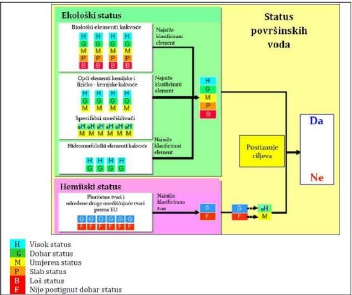 Ekološki status
Biološki elementi kakvoće
H H H H
G G G G
M M M M
P P P P
B B B B
Najniže
klasificirani
element
Opći elementi hemijske i
fizičko - kemijske kakvoće
H H H H
G G G G
M M M M
Specifični onečišćivači
Najniže
klasificirani
element
Hidromorfološki elementi kakvoće
H H H H
Najniže
klasificirani
element
H
G
M
P
B
Hemijski status
Prioritetne tvari i
određene druge onečišćujuće tvari
prema EU
G G G G G G
F F F F F F
Najniže
klasificirana
tvar
G
F
G
F
M
Status
površinskih
voda
Postizanje
ciljeva
Da
Ne
H Visok status
G Dobar status
M Umjeren status
P Slab status
B Loš status
F Nije postignut dobar status